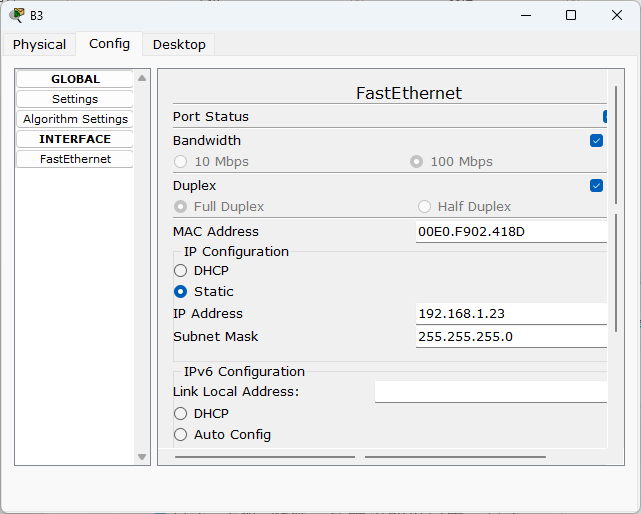 B3
Physical Config Desktop
GLOBAL
Settings
Algorithm Settings
INTERFACE
FastEthernet
FastEthernet
Port Status
Bandwidth
10 Mbps 100 Mbps
Duplex
Full Duplex Half Duplex
MAC Address 00E0.F902.418D
IP Configuration
DHCP
Static
IP Address 192.168.1.23
Subnet Mask 255.255.255.0
IPv6 Configuration
Link Local Address:
DHCP
Auto Config